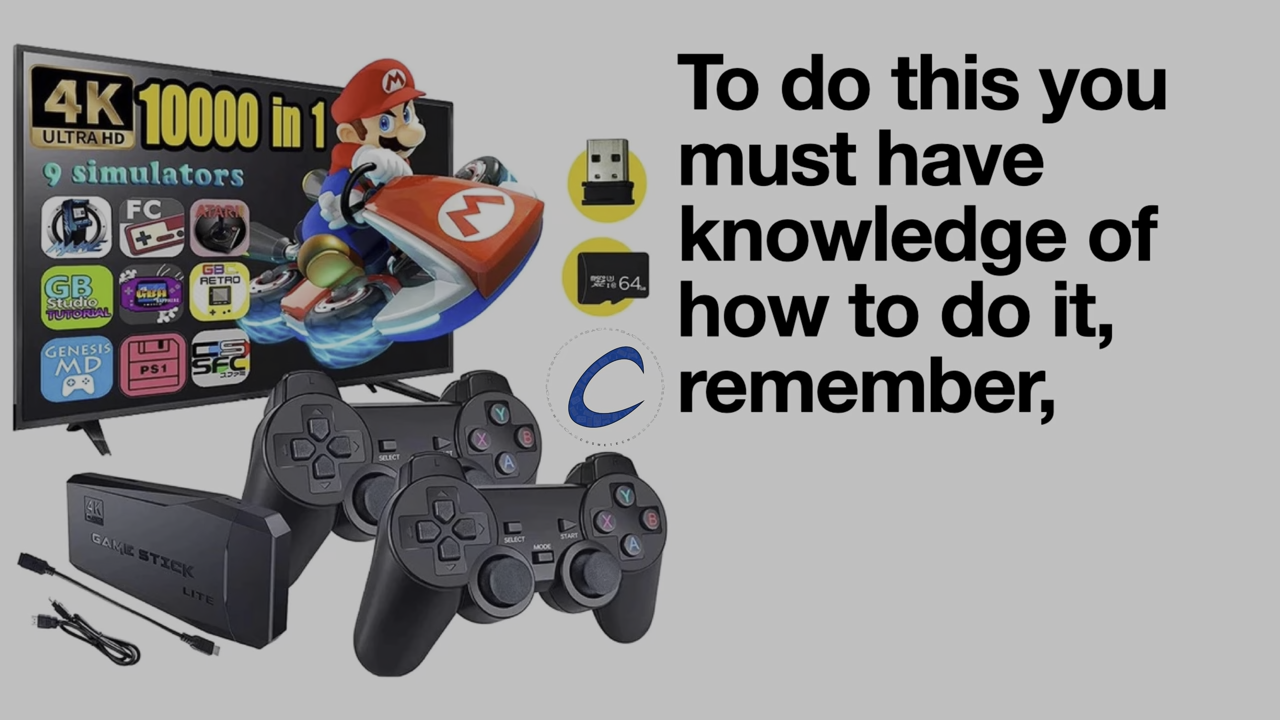 To do this you
must have
knowledge of
how to do it,
remember,
4K
ULTRA HD
10000 in 1
9 simulators
FC
ATARI
GB
Studio
TUTORIAL
GBA
GB
RETRO
GENESIS
MD
PS1
SFC
64
L
SELECT
Y
X
B
A
4K
GAME STICK
LITE
SELECT
MODE
START
Y
X
B
A